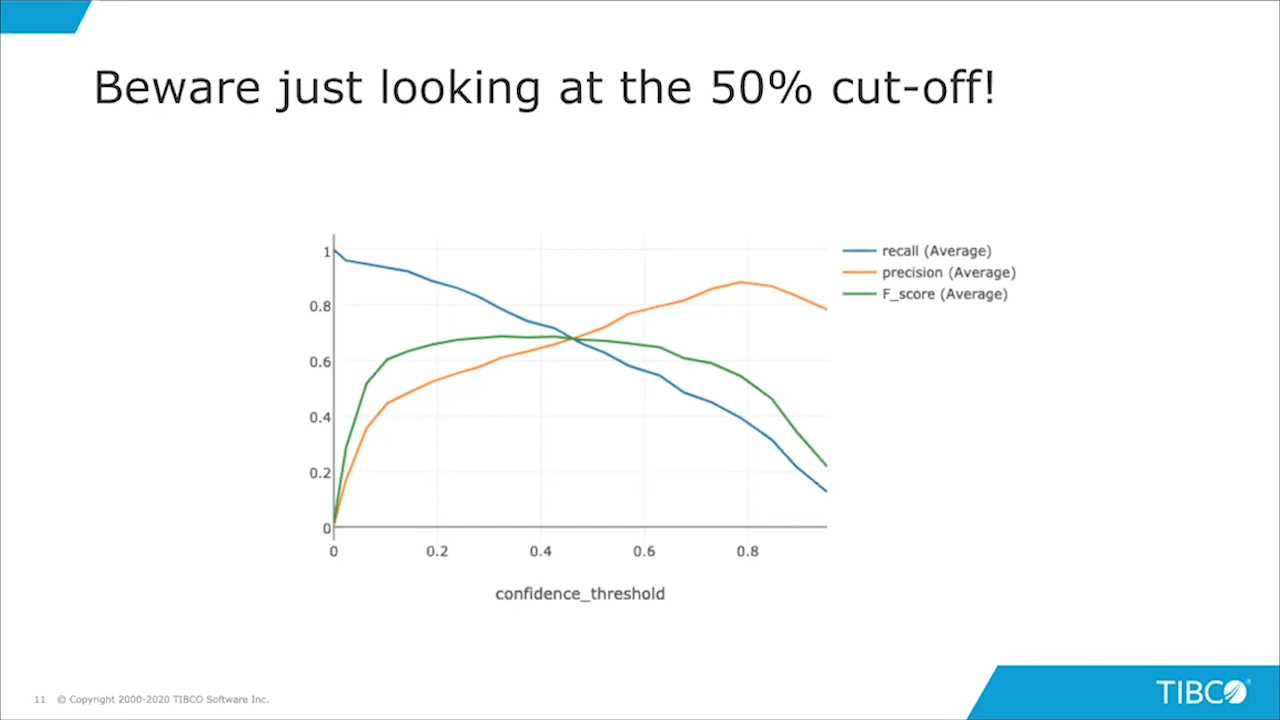 Beware just looking at the 50% cut-off!
recall (Average)
precision (Average)
F_score (Average)
1
0.8
0.6
0.4
0.2
0
0 0.2 0.4 0.6 0.8
confidence_threshold
11 © Copyright 2000-2020 TIBCO Software Inc.
TIBCO®